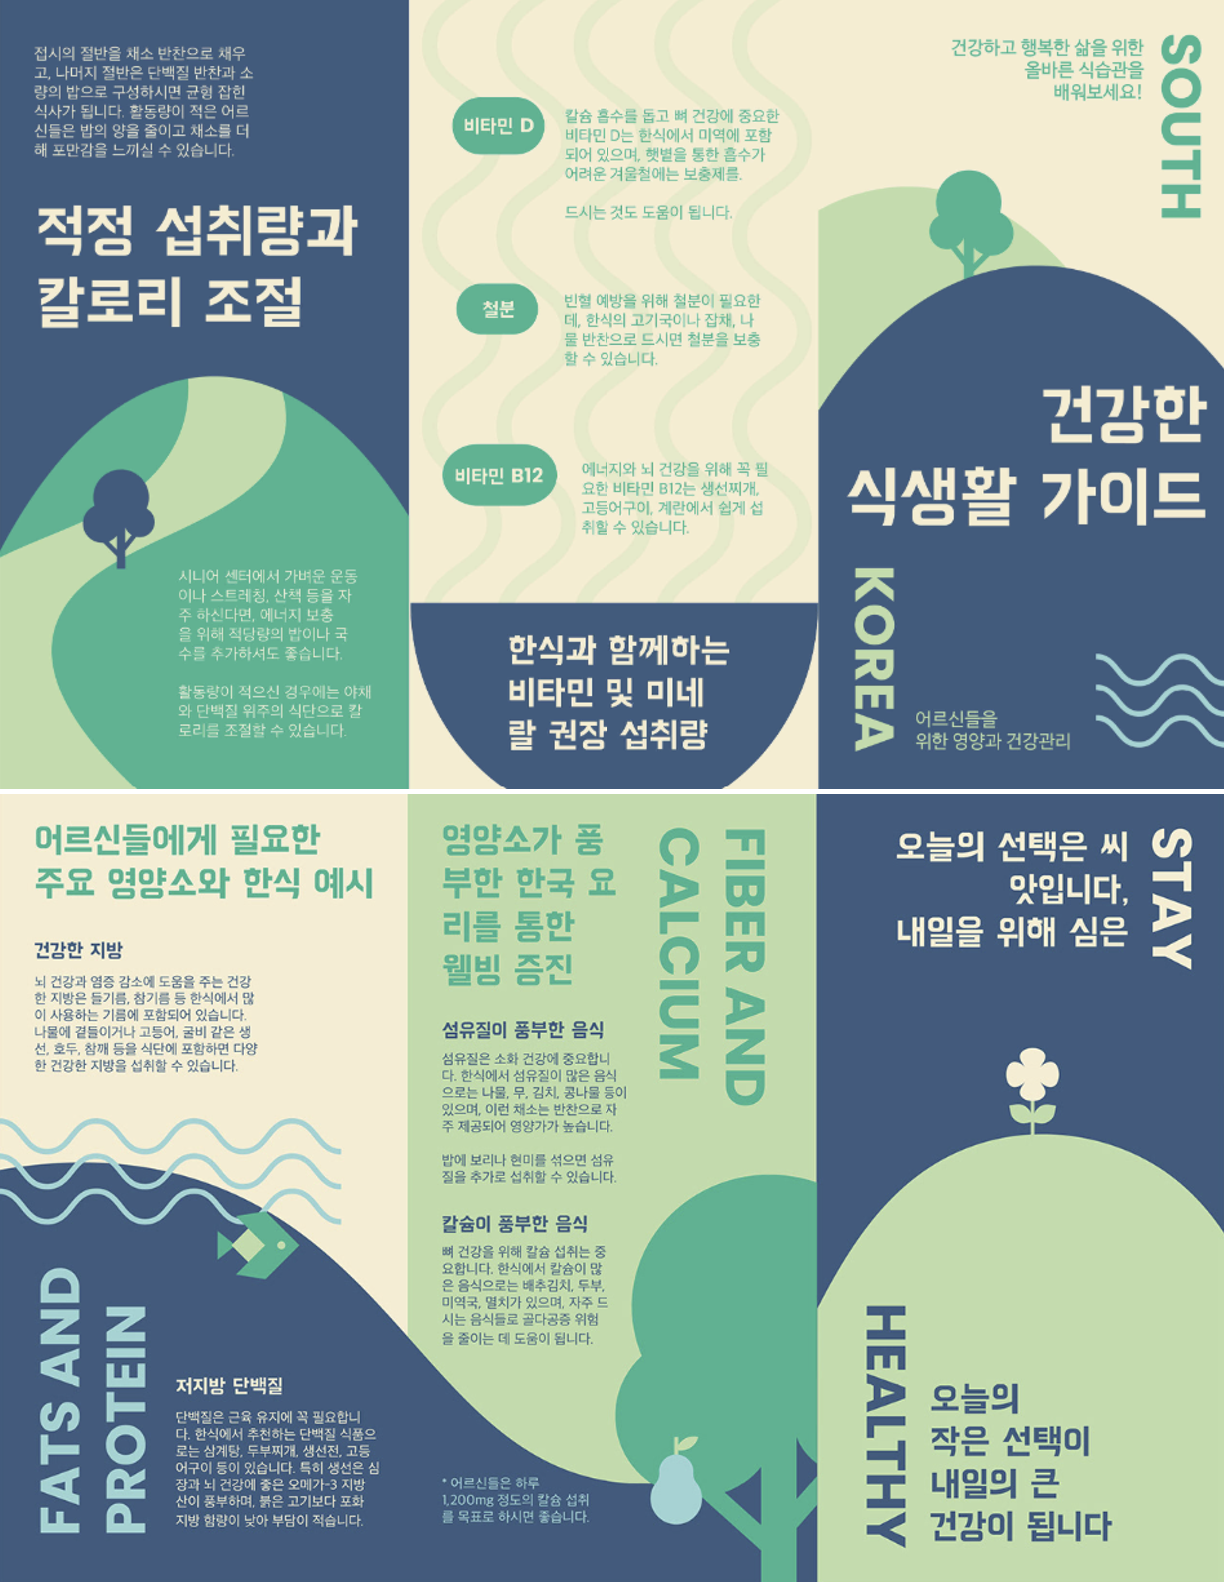 접시의 절반을 채소 반찬으로 채우
고, 나머지 절반은 단백질 반찬과 소
량의 밥으로 구성하시면 균형 잡힌
식사가 됩니다. 활동량이 적은 어르
신들은 밥의 양을 줄이고 채소를 더
해 포만감을 느끼실 수 있습니다.
적정 섭취량과
칼로리 조절
시니어 센터에서 가벼운 운동
이나 스트레칭, 산책 등을 자
주 하신다면, 에너지 보충
을 위해 적당량의 밥이나 국
수를 추가하셔도 좋습니다.
활동량이 적으신 경우에는 야채
와 단백질 위주의 식단으로 칼
로리를 조절할 수 있습니다.
비타민 D
칼슘 흡수를 돕고 뼈 건강에 중요한
비타민 D는 한식에서 미역에 포함
되어 있으며, 햇볕을 통한 흡수가
어려운 겨울철에는 보충제를.
드시는 것도 도움이 됩니다.
철분
빈혈 예방을 위해 철분이 필요한
데, 한식의 고기국이나 잡채, 나
물 반찬으로 드시면 철분을 보충
할 수 있습니다.
비타민 B12
에너지와 뇌 건강을 위해 꼭 필
요한 비타민 B12는 생선찌개,
고등어구이, 계란에서 쉽게 섭
취할 수 있습니다.
한식과 함께하는
비타민 및 미네
랄 권장 섭취량
건강하고 행복한 삶을 위한
올바른 식습관을
배워보세요!
SOUTH
건강한
식생활 가이드
KOREA
어르신들을
위한 영양과 건강관리
어르신들에게 필요한
주요 영양소와 한식 예시
건강한 지방
뇌 건강과 염증 감소에 도움을 주는 건강
한 지방은 들기름, 참기름 등 한식에서 많
이 사용하는 기름에 포함되어 있습니다.
나물에 곁들이거나 고등어, 굴비 같은 생
선, 호두, 참깨 등을 식단에 포함하면 다양
한 건강한 지방을 섭취할 수 있습니다.
FATS AND
PROTEIN
저지방 단백질
단백질은 근육 유지에 꼭 필요합니
다. 한식에서 추천하는 단백질 식품으
로는 삼계탕, 두부찌개, 생선전, 고등
어구이 등이 있습니다. 특히 생선은 심
장과 뇌 건강에 좋은 오메가-3 지방
산이 풍부하며, 붉은 고기보다 포화
지방 함량이 낮아 부담이 적습니다.
영양소가 풍
부한 한국 요
리를 통한
웰빙 증진
FIBER AND
CALCIUM
섬유질이 풍부한 음식
섬유질은 소화 건강에 중요합니
다. 한식에서 섬유질이 많은 음식
으로는 나물, 무, 김치, 콩나물 등이
있으며, 이런 채소는 반찬으로 자
주 제공되어 영양가가 높습니다.
밥에 보리나 현미를 섞으면 섬유
질을 추가로 섭취할 수 있습니다.
칼슘이 풍부한 음식
뼈 건강을 위해 칼슘 섭취는 중
요합니다. 한식에서 칼슘이 많
은 음식으로는 배추김치, 두부,
미역국, 멸치가 있으며, 자주 드
시는 음식들로 골다공증 위험
을 줄이는 데 도움이 됩니다.
* 어르신들은 하루
1,200mg 정도의 칼슘 섭취
를 목표로 하시면 좋습니다.
오늘의 선택은 씨
앗입니다,
내일을 위해 심은
STAY
HEALTHY
오늘의
작은 선택이
내일의 큰
건강이 됩니다